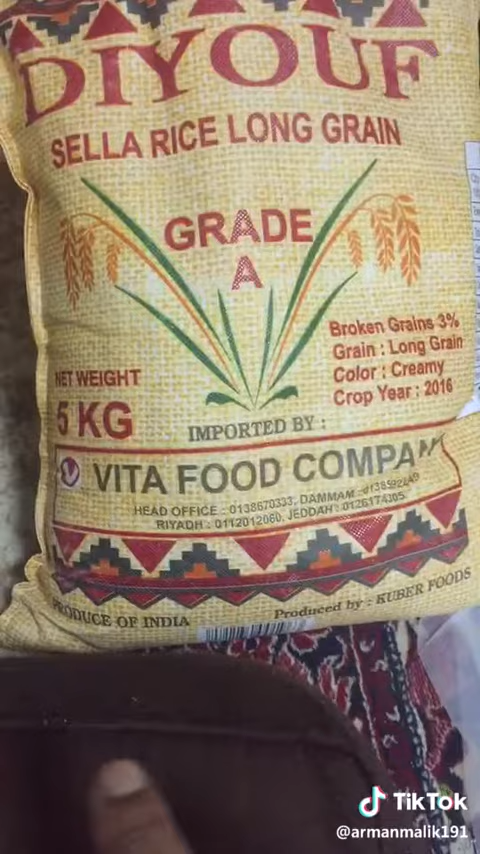 DIYOUF
SELLA RICE LONG GRAIN
GRADE
A
Broken Grains 3%
Grain : Long Grain
Color : Creamy
Crop Year : 2016
NET WEIGHT
5 KG
IMPORTED BY :
VITA FOOD COMPANY
HEAD OFFICE : 0138670333, DAMMAM :
RIYADH : 0112012060, JEDDAH : 0126174305
PRODUCE OF INDIA
Produced by : KUBER FOODS
TikTok
@armanmalik191